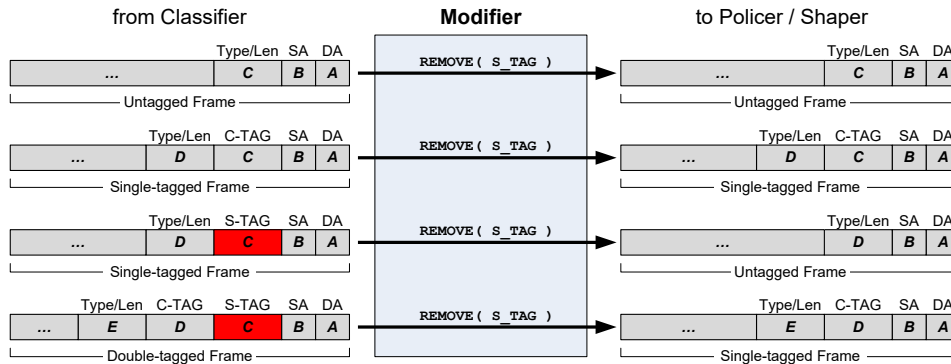 from Classifier Modifier to Policer / Shaper
Type/Len SA DA REMOVE( S_TAG ) Type/Len SA DA
... C B A ... C B A
Untagged Frame Untagged Frame
Type/Len C-TAG SA DA REMOVE( S_TAG ) Type/Len C-TAG SA DA
... D C B A ... D C B A
Single-tagged Frame Single-tagged Frame
Type/Len S-TAG SA DA REMOVE( S_TAG ) Type/Len SA DA
... D C B A ... D B A
Single-tagged Frame Untagged Frame
Type/Len C-TAG S-TAG SA DA REMOVE( S_TAG ) Type/Len C-TAG SA DA
... E D C B A ... E D B A
Double-tagged Frame Single-tagged Frame